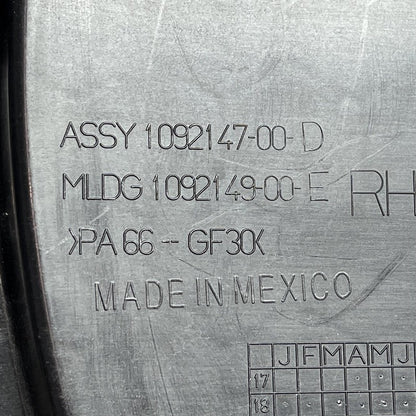 ASSY 1092147-00-D
MLDG 1092149-00-E RH
>PA 66 -- GF30<
MADE IN MEXICO
J F M A M J
17
18